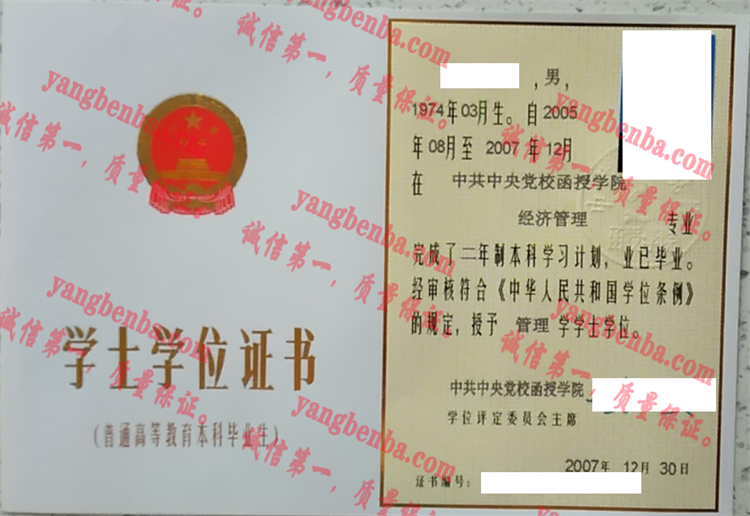 学士学位证书
(普通高等教育本科毕业生)
,男,
1974年03月生。自2005
年08月至 2007 年12月
在 中共中央党校函授学院
经济管理 专业
完成了二年制本科学习计划,业已毕业。
经审核符合《中华人民共和国学位条例》
的规定,授予 管理 学学士学位。
中共中央党校函授学院
学位评定委员会主席
2007年 12月 30日
证书编号:
yangbenba.com
诚信第一,质量保证。